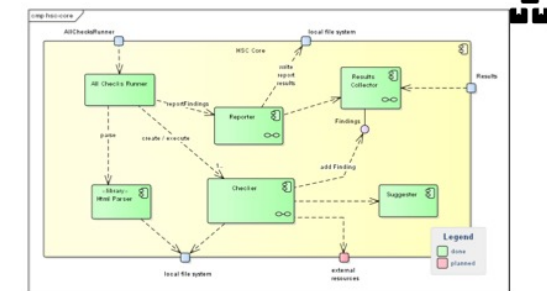 cmp hsc-core
AllChecksRunner
local file system
HSC Core
Results
All Checks Runner
write
report
results
Results
Collector
reportFindings
Reporter
Findings
parse
create / execute
add Finding
«library»
Html Parser
Checker
Suggester
Legend
done
planned
local file system
external
resources